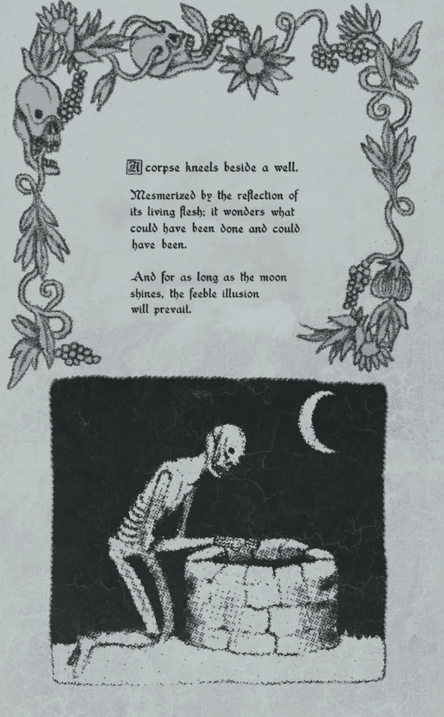 A corpse kneels beside a well.
Mesmerized by the reflection of
its living flesh; it wonders what
could have been done and could
have been.
And for as long as the moon
shines, the feeble illusion
will prevail.